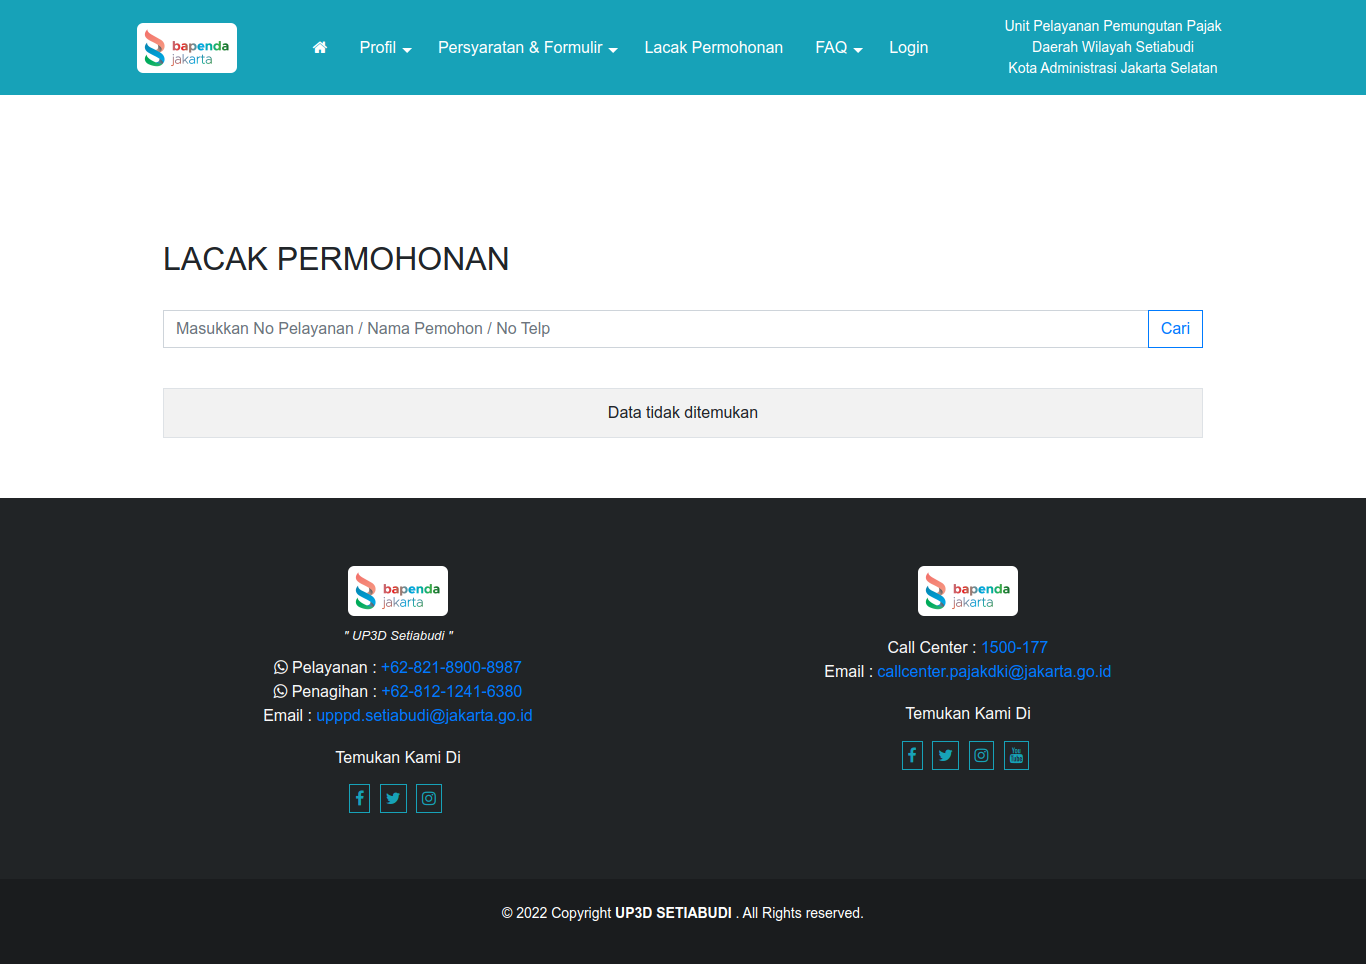 bapenda
jakarta
Profil
Persyaratan & Formulir
Lacak Permohonan
FAQ
Login
Unit Pelayanan Pemungutan Pajak
Daerah Wilayah Setiabudi
Kota Administrasi Jakarta Selatan
LACAK PERMOHONAN
Masukkan No Pelayanan / Nama Pemohon / No Telp
Cari
Data tidak ditemukan
bapenda
jakarta
" UP3D Setiabudi "
Pelayanan : +62-821-8900-8987
Penagihan : +62-812-1241-6380
Email : upppd.setiabudi@jakarta.go.id
Temukan Kami Di
bapenda
jakarta
Call Center : 1500-177
Email : callcenter.pajakdki@jakarta.go.id
Temukan Kami Di
You
Tube
© 2022 Copyright UP3D SETIABUDI . All Rights reserved.